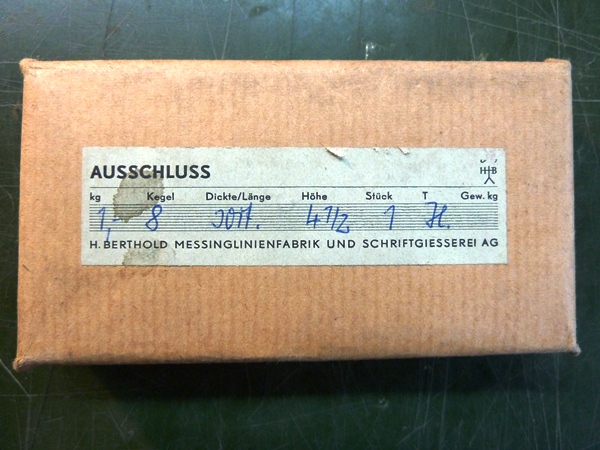 AUSSCHLUSS
H B
kg Kegel Dickte/Länge Höhe Stück T Gew. kg
1,- 8 4 1/2 1
H. BERTHOLD MESSINGLINIENFABRIK UND SCHRIFTGIESSEREI AG